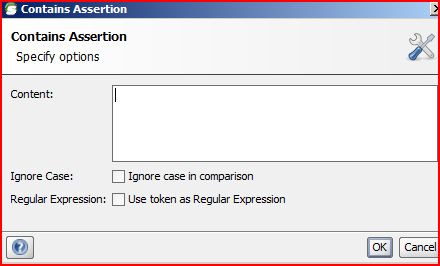 Contains Assertion
Contains Assertion
Specify options
Content:
Ignore Case: Ignore case in comparison
Regular Expression: Use token as Regular Expression
OK Cancel